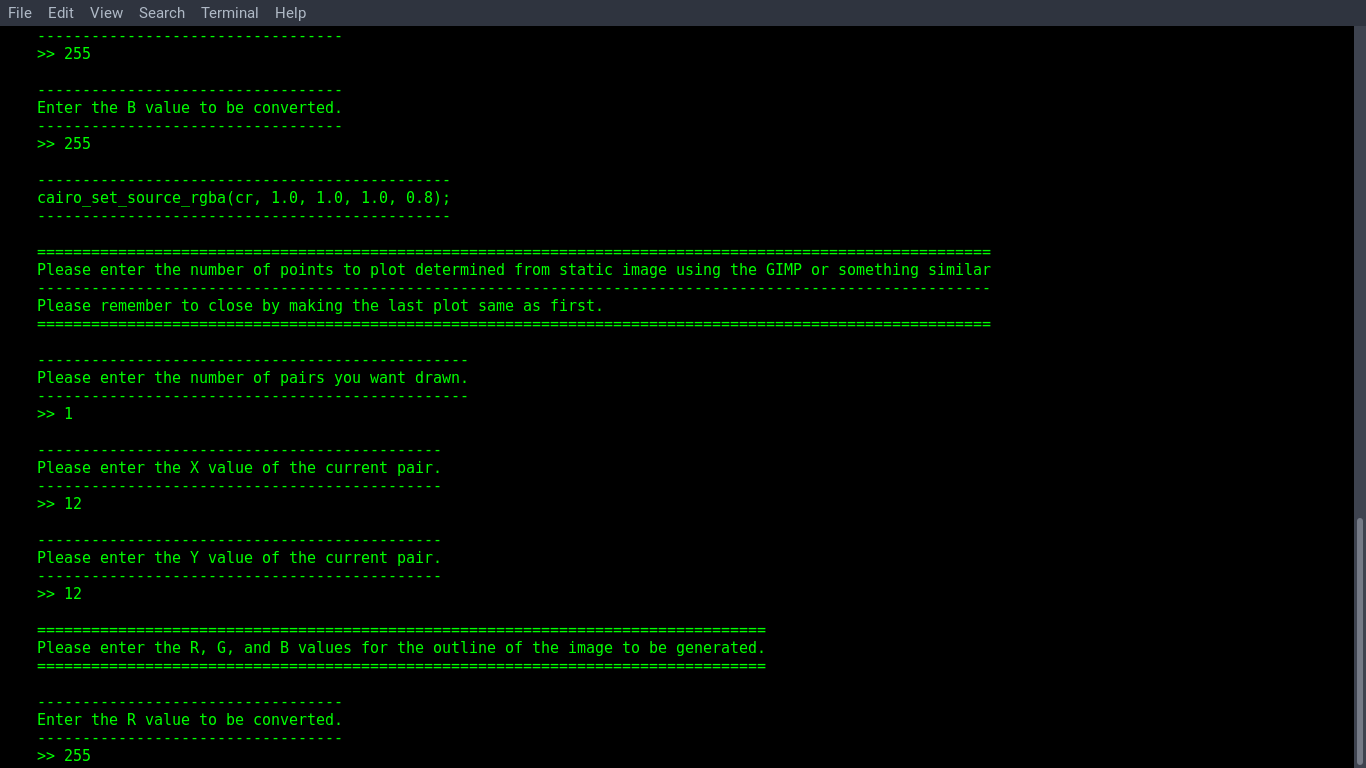 File Edit View Search Terminal Help
----------------------------------
>> 255
----------------------------------
Enter the B value to be converted.
----------------------------------
>> 255
----------------------------------------------
cairo_set_source_rgba(cr, 1.0, 1.0, 1.0, 0.8);
----------------------------------------------
==========================================================================================================
Please enter the number of points to plot determined from static image using the GIMP or something similar
----------------------------------------------------------------------------------------------------------
Please remember to close by making the last plot same as first.
==========================================================================================================
------------------------------------------------
Please enter the number of pairs you want drawn.
------------------------------------------------
>> 1
---------------------------------------------
Please enter the X value of the current pair.
---------------------------------------------
>> 12
---------------------------------------------
Please enter the Y value of the current pair.
---------------------------------------------
>> 12
=================================================================================
Please enter the R, G, and B values for the outline of the image to be generated.
=================================================================================
----------------------------------
Enter the R value to be converted.
----------------------------------
>> 255